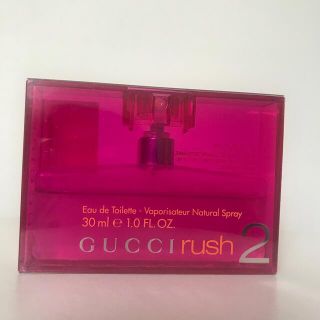 Eau de Toilette - Vaporisateur Natural Spray
30 ml e 1.0 FL.OZ.
GUCCI rush 2